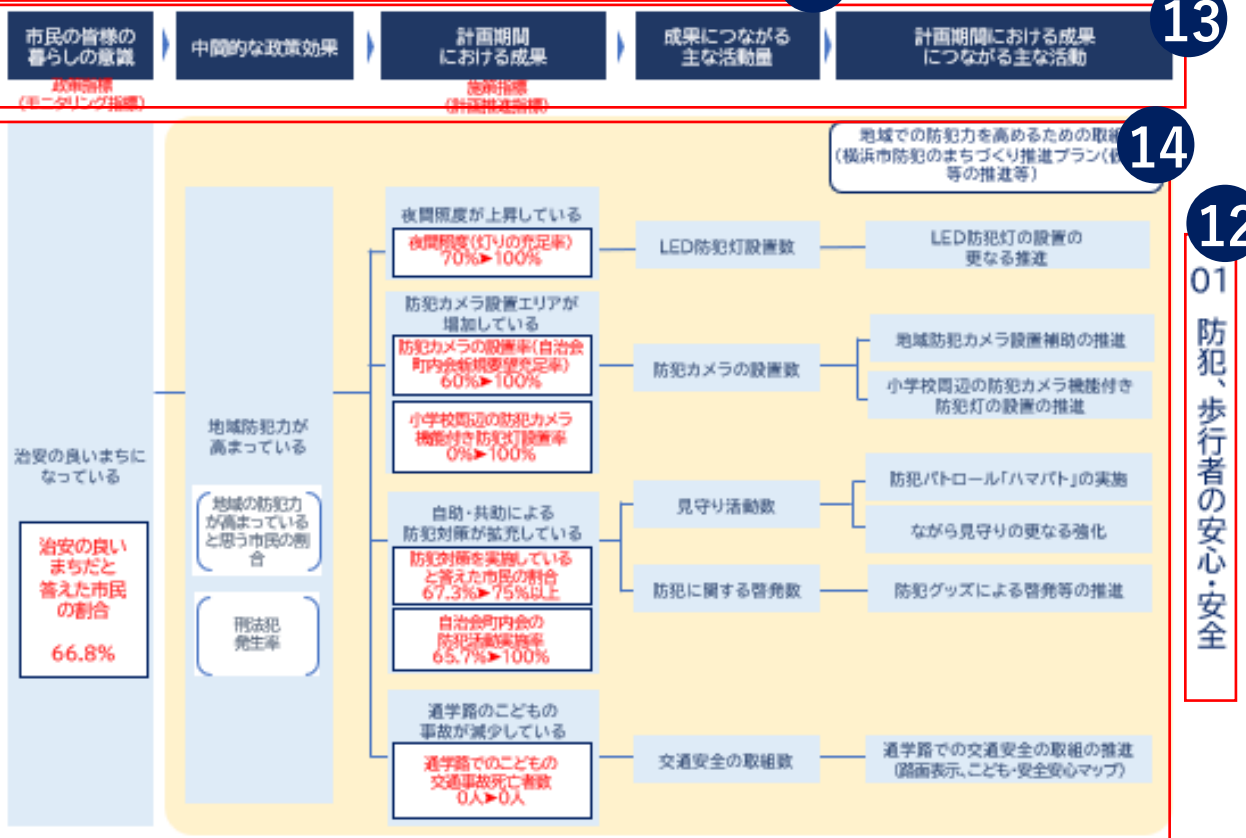 13
市民の皆様の
暮らしの意識
中間的な政策効果
計画期間
における成果
成果につながる
主な活動量
計画期間における成果
につながる主な活動
政策指標
(モニタリング指標)
施策指標
(計画推進指標)
14
地域での防犯力を高めるための取組
(横浜市防犯のまちづくり推進プラン(
等の推進等)
12
01 防犯、歩行者の安心・安全
治安の良いまちに
なっている
治安の良い
まちだと
答えた市民
の割合
66.8%
地域防犯力が
高まっている
地域の防犯力
が高まっている
と思う市民の割
合
刑法犯
発生率
夜間照度が上昇している
夜間照度(灯りの充足率)
70%➤100%
LED防犯灯設置数
LED防犯灯の設置の
更なる推進
防犯カメラ設置エリアが
増加している
防犯カメラの設置率(自治会
町内会新規要望充足率)
60%➤100%
小学校周辺の防犯カメラ
機能付き防犯灯設置率
0%➤100%
防犯カメラの設置数
地域防犯カメラ設置補助の推進
小学校周辺の防犯カメラ機能付き
防犯灯の設置の推進
自助・共助による
防犯対策が拡充している
防犯対策を実施している
と答えた市民の割合
67.3%➤75%以上
自治会町内会の
防犯活動実施率
65.7%➤100%
見守り活動数
防犯パトロール「ハマパト」の実施
ながら見守りの更なる強化
防犯に関する啓発数
防犯グッズによる啓発等の推進
通学路のこどもの
事故が減少している
通学路でのこどもの
交通事故死亡者数
0人➤0人
交通安全の取組数
通学路での交通安全の取組の推進
(路面表示、こども・安全安心マップ)